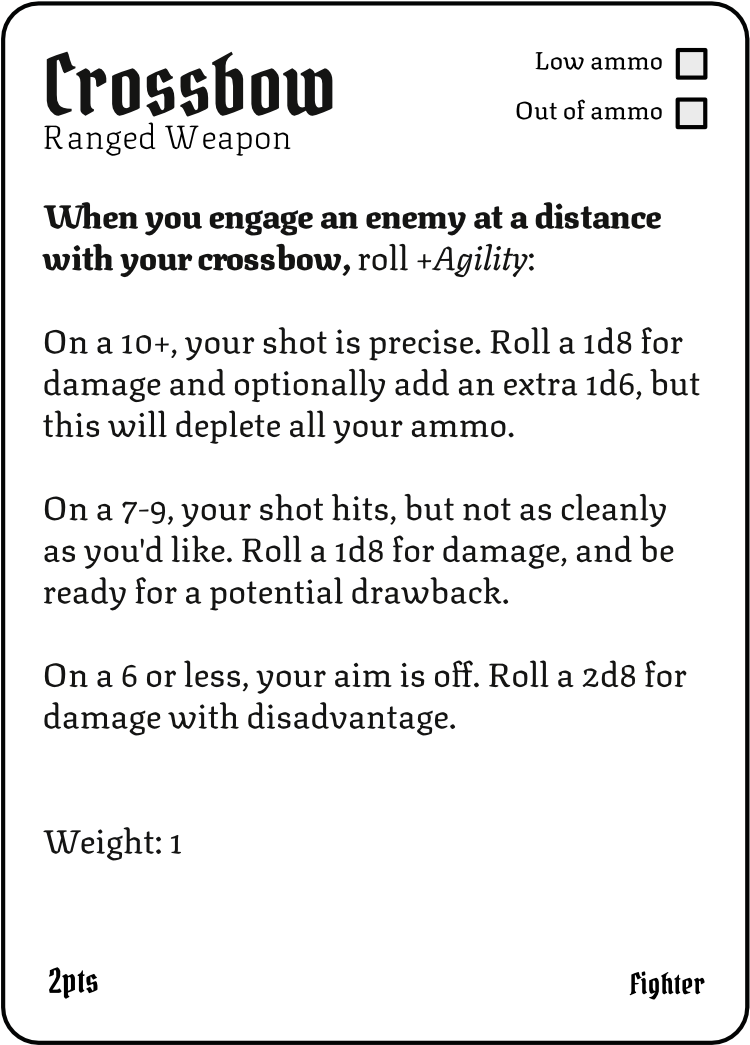 Crossbow
Ranged Weapon
Low ammo
Out of ammo
When you engage an enemy at a distance
with your crossbow, roll +Agility:
On a 10+, your shot is precise. Roll a 1d8 for
damage and optionally add an extra 1d6, but
this will deplete all your ammo.
On a 7-9, your shot hits, but not as cleanly
as you'd like. Roll a 1d8 for damage, and be
ready for a potential drawback.
On a 6 or less, your aim is off. Roll a 2d8 for
damage with disadvantage.
Weight: 1
2pts
Fighter